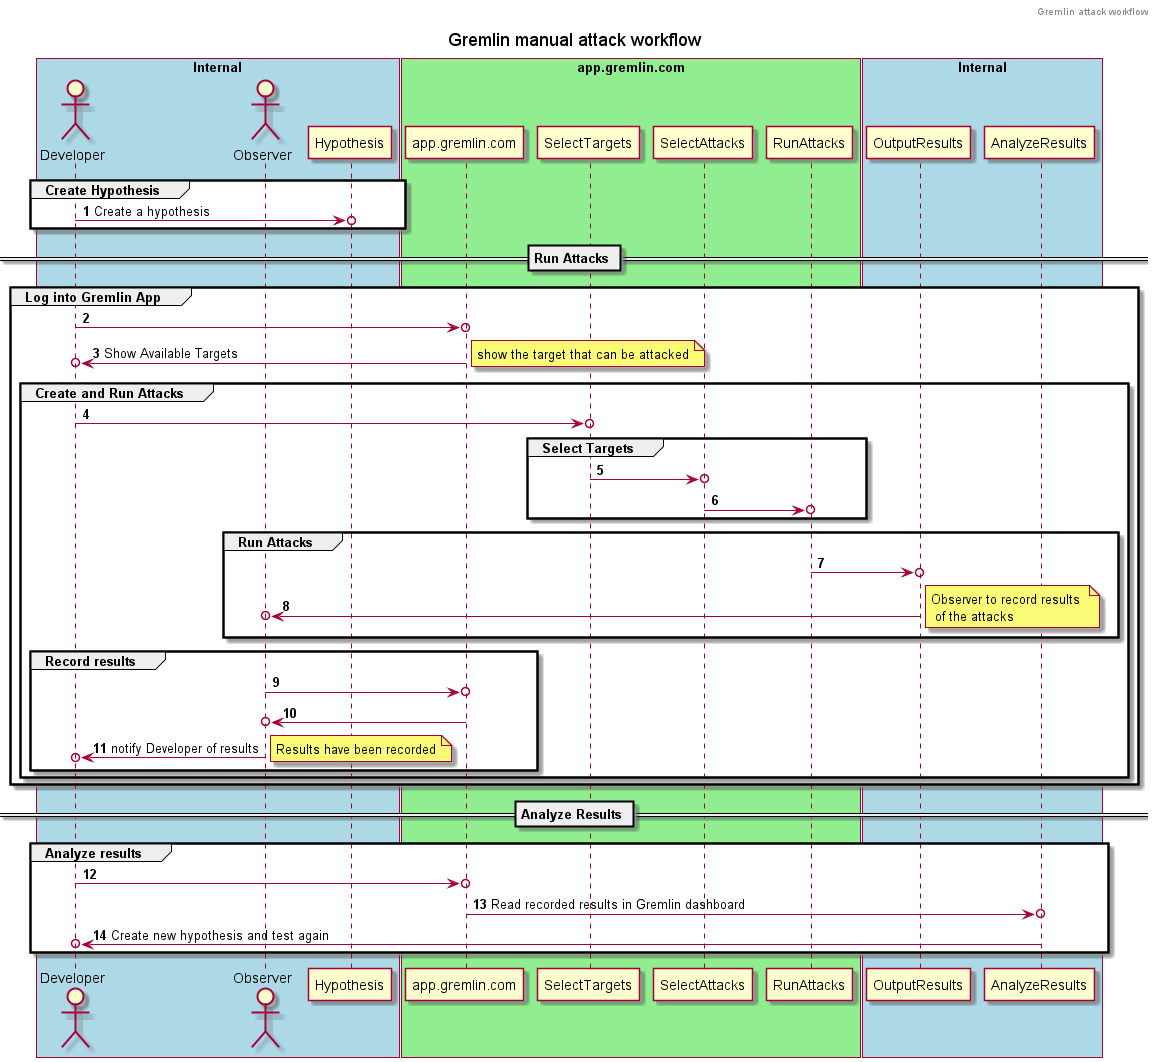 Gremlin attack workflow
Gremlin manual attack workflow
Internal
app.gremlin.com
Internal
Developer
Observer
Hypothesis
app.gremlin.com
SelectTargets
SelectAttacks
RunAttacks
OutputResults
AnalyzeResults
Create Hypothesis
1 Create a hypothesis
Run Attacks
Log into Gremlin App
2
3 Show Available Targets
show the target that can be attacked
Create and Run Attacks
4
Select Targets
5
6
Run Attacks
7
8
Observer to record results
of the attacks
Record results
9
10
11 notify Developer of results
Results have been recorded
Analyze Results
Analyze results
12
13 Read recorded results in Gremlin dashboard
14 Create new hypothesis and test again
Developer
Observer
Hypothesis
app.gremlin.com
SelectTargets
SelectAttacks
RunAttacks
OutputResults
AnalyzeResults